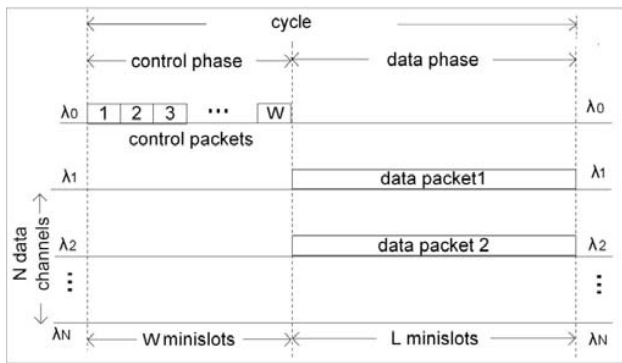 cycle
control phase data phase
λ0 1 2 3 ... W λ0
control packets
λ1 data packet1 λ1
N data channels
λ2 data packet 2 λ2
⋮ ⋮
λN W minislots L minislots λN